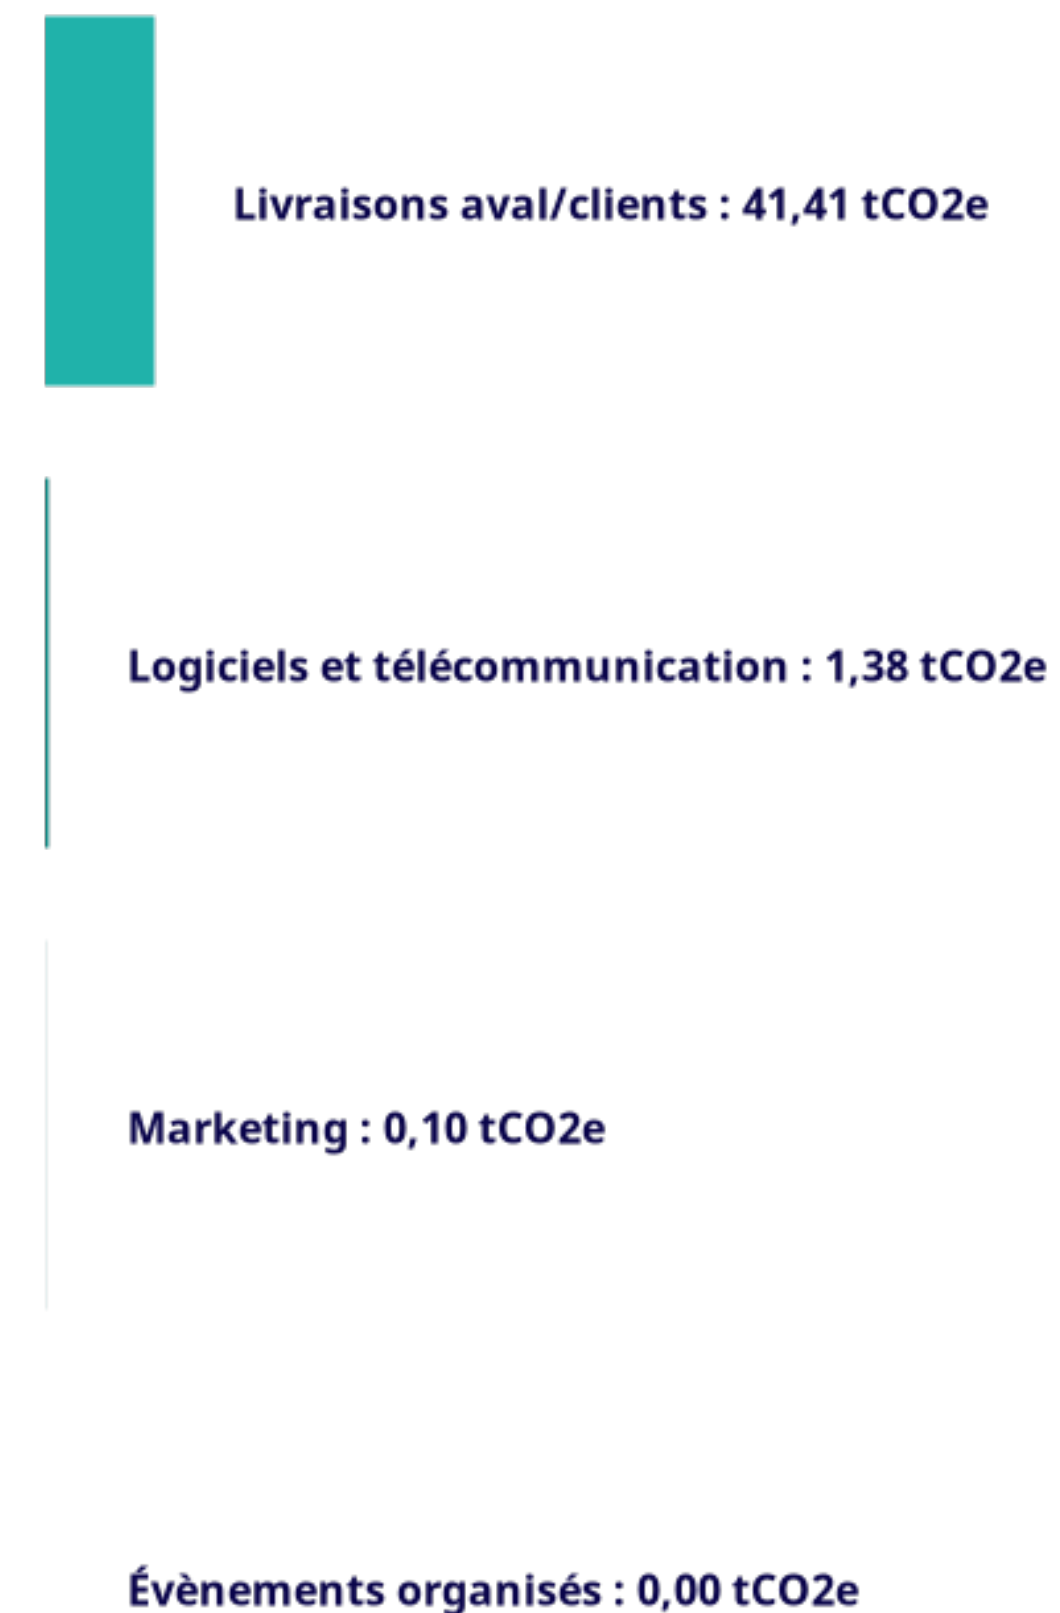 Livraisons aval/clients : 41,41 tCO2e
Logiciels et télécommunication : 1,38 tCO2e
Marketing : 0,10 tCO2e
Évènements organisés : 0,00 tCO2e